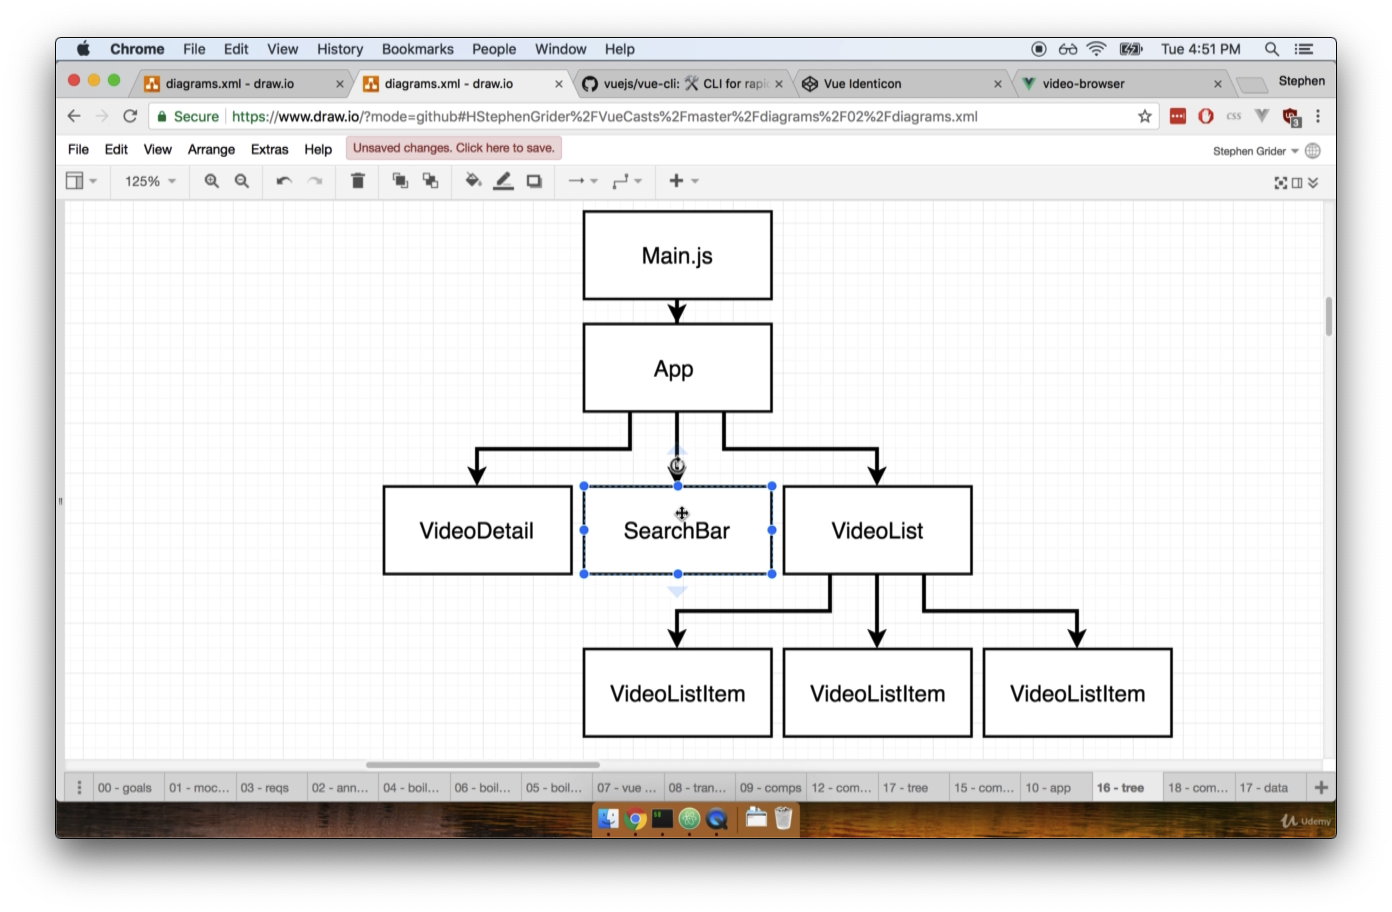 Chrome File Edit View History Bookmarks People Window Help Tue 4:51 PM
diagrams.xml - draw.io diagrams.xml - draw.io vuejs/vue-cli: 🛠 CLI for rapi Vue Identicon video-browser Stephen
Secure https://www.draw.io/?mode=github#HStephenGrider%2FVueCasts%2Fmaster%2Fdiagrams%2F02%2Fdiagrams.xml css 3
File Edit View Arrange Extras Help Unsaved changes. Click here to save. Stephen Grider
125%
Main.js
App
VideoDetail SearchBar VideoList
VideoListItem VideoListItem VideoListItem
00 - goals 01 - moc... 03 - reqs 02 - ann... 04 - boil... 06 - boil... 05 - boil... 07 - vue ... 08 - tran... 09 - comps 12 - com... 17 - tree 15 - com... 10 - app 16 - tree 18 - com... 17 - data
Udemy